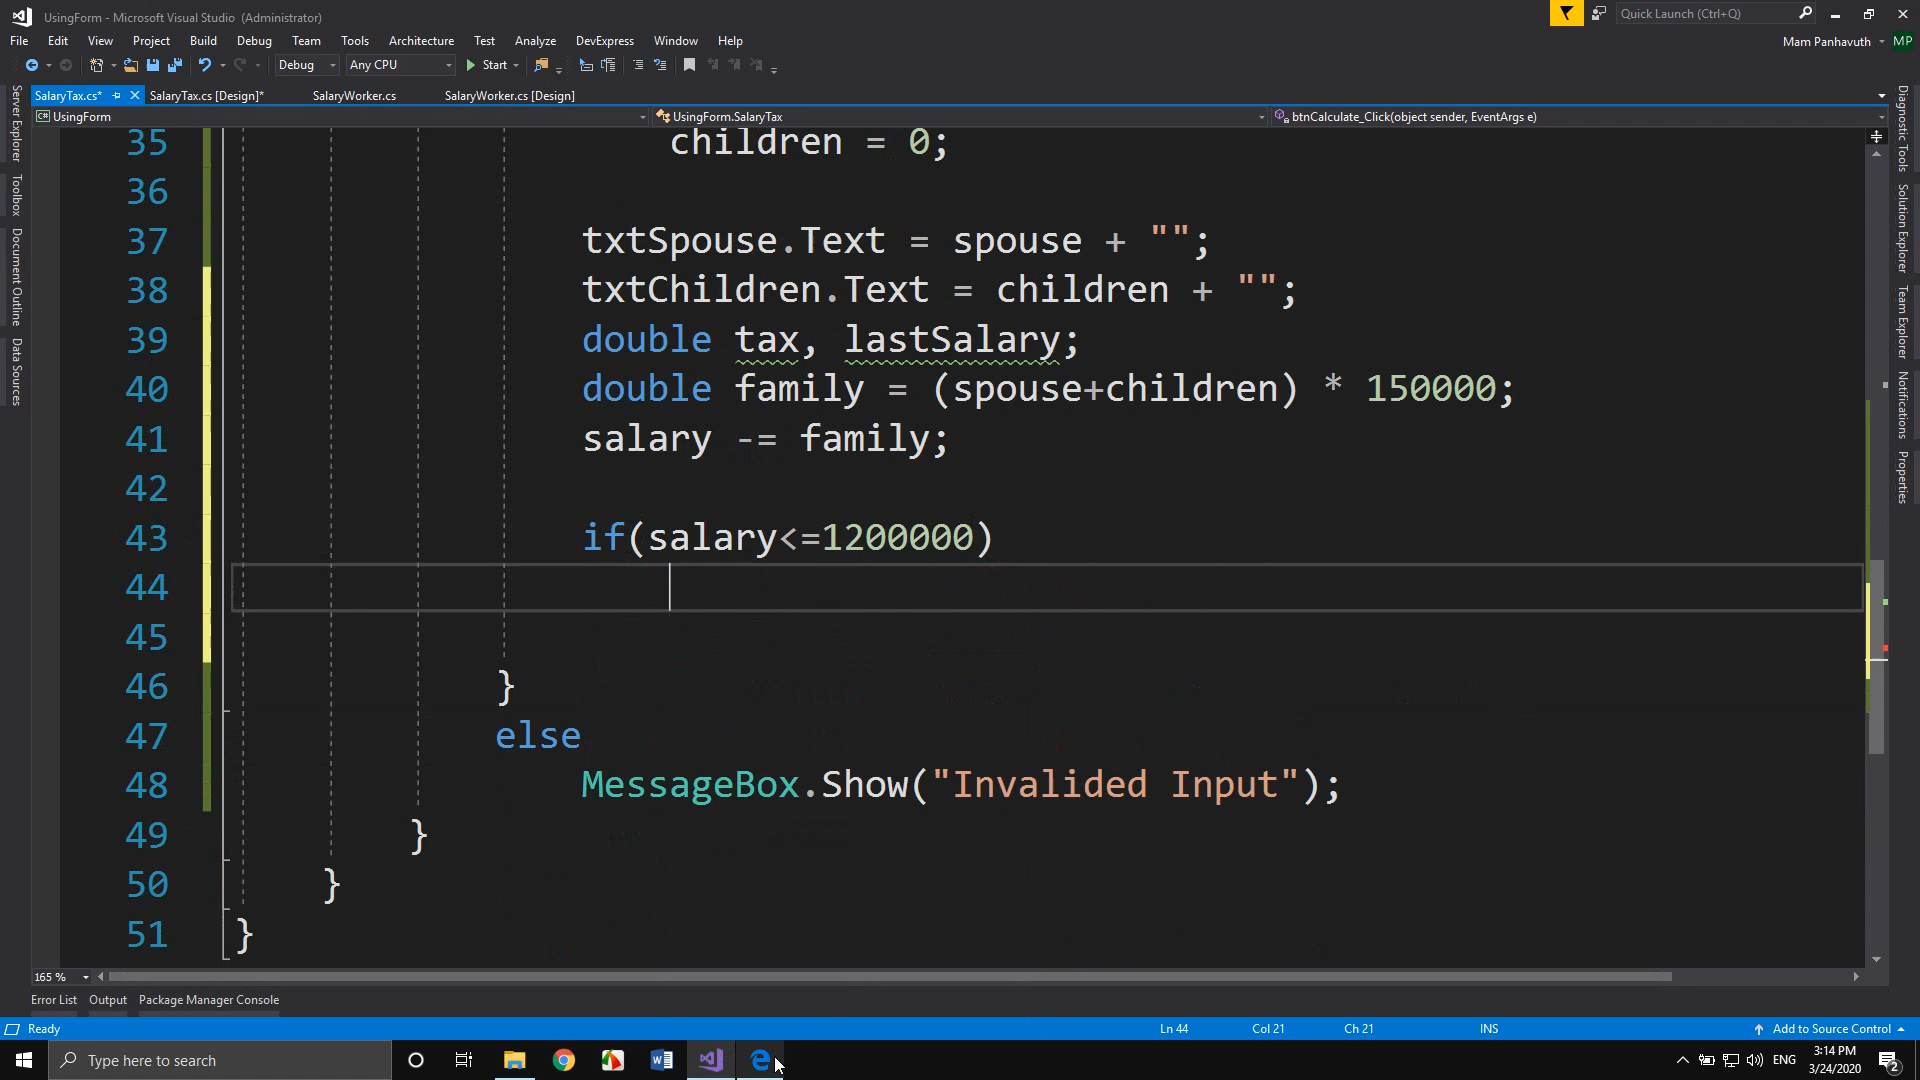 UsingForm - Microsoft Visual Studio (Administrator)
Quick Launch (Ctrl+Q)
File Edit View Project Build Debug Team Tools Architecture Test Analyze DevExpress Window Help
Mam Panhavuth MP
Debug Any CPU Start
SalaryTax.cs* SalaryTax.cs [Design]* SalaryWorker.cs SalaryWorker.cs [Design]
UsingForm UsingForm.SalaryTax btnCalculate_Click(object sender, EventArgs e)
Server Explorer
Toolbox
Document Outline
Data Sources
35 children = 0;
36
37 txtSpouse.Text = spouse + "";
38 txtChildren.Text = children + "";
39 double tax, lastSalary;
40 double family = (spouse+children) * 150000;
41 salary -= family;
42
43 if(salary<=1200000)
44
45
46 }
47 else
48 MessageBox.Show("Invalided Input");
49 }
50 }
51 }
Diagnostic Tools
Solution Explorer
Team Explorer
Notifications
Properties
165 %
Error List Output Package Manager Console
Ready Ln 44 Col 21 Ch 21 INS Add to Source Control
Type here to search
ENG
3:14 PM
3/24/2020
2